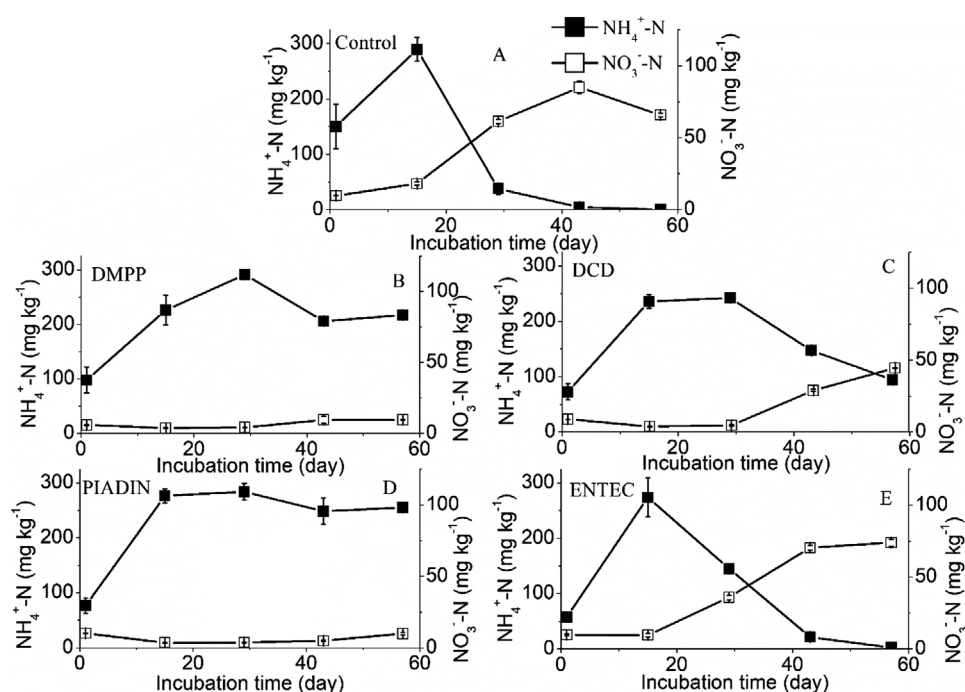 Control
A
NH₄⁺-N
NO₃⁻-N
300
200
100
0
NH₄⁺-N (mg kg⁻¹)
100
50
0
NO₃⁻-N (mg kg⁻¹)
0 20 40 60
Incubation time (day)
DMPP
B
300
200
100
0
NH₄⁺-N (mg kg⁻¹)
100
50
0
NO₃⁻-N (mg kg⁻¹)
0 20 40 60
Incubation time (day)
DCD
C
300
200
100
0
NH₄⁺-N (mg kg⁻¹)
100
50
0
NO₃⁻-N (mg kg⁻¹)
0 20 40 60
Incubation time (day)
PIADIN
D
300
200
100
0
NH₄⁺-N (mg kg⁻¹)
100
50
0
NO₃⁻-N (mg kg⁻¹)
0 20 40 60
Incubation time (day)
ENTEC
E
300
200
100
0
NH₄⁺-N (mg kg⁻¹)
100
50
0
NO₃⁻-N (mg kg⁻¹)
0 20 40 60
Incubation time (day)